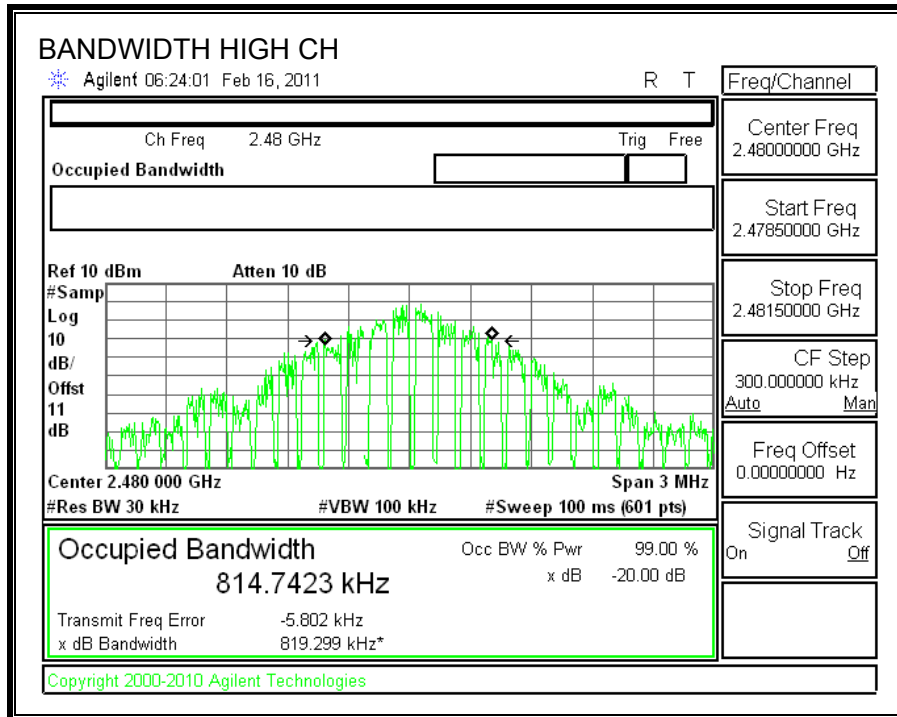 BANDWIDTH HIGH CH
Agilent 06:24:01 Feb 16, 2011 R T
Freq/Channel
Ch Freq 2.48 GHz Trig Free
Occupied Bandwidth
Center Freq
2.48000000 GHz
Start Freq
2.47850000 GHz
Stop Freq
2.48150000 GHz
CF Step
300.000000 kHz
Auto Man
Freq Offset
0.00000000 Hz
Signal Track
On Off
Ref 10 dBm Atten 10 dB
#Samp
Log
10
dB/
Offst
11
dB
Center 2.480 000 GHz Span 3 MHz
#Res BW 30 kHz #VBW 100 kHz #Sweep 100 ms (601 pts)
Occupied Bandwidth Occ BW % Pwr 99.00 %
814.7423 kHz x dB -20.00 dB
Transmit Freq Error -5.802 kHz
x dB Bandwidth 819.299 kHz*
Copyright 2000-2010 Agilent Technologies